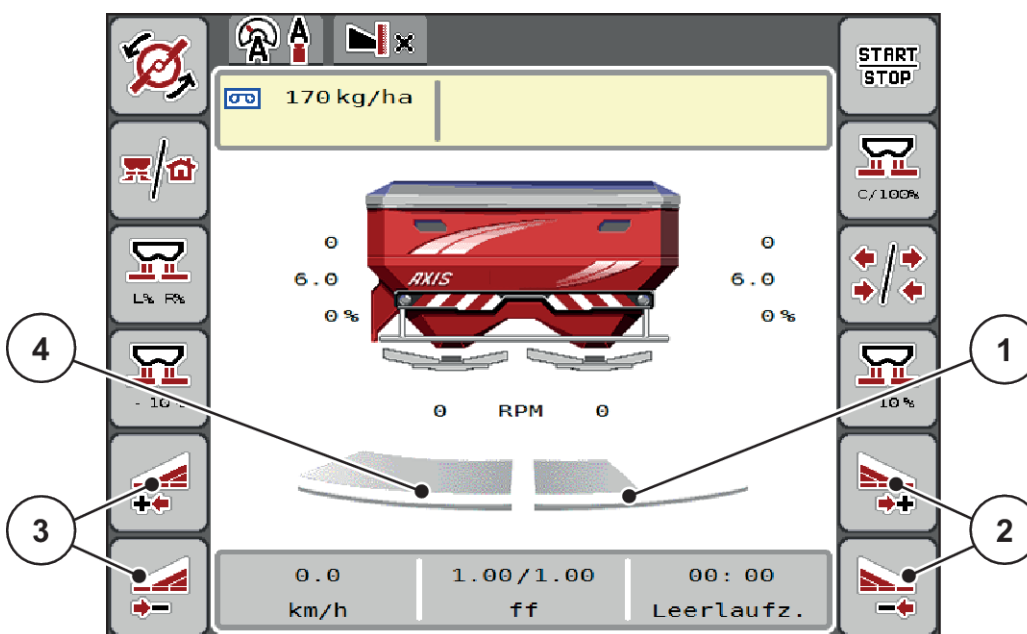 A A
START
STOP
170 kg/ha
C/100%
0 0
AXIS
6.0 6.0
L% R%
0% 0%
4
1
- 10%
10%
0 RPM 0
3
2
0.0 1.00/1.00 00:00
km/h ff Leerlaufz.